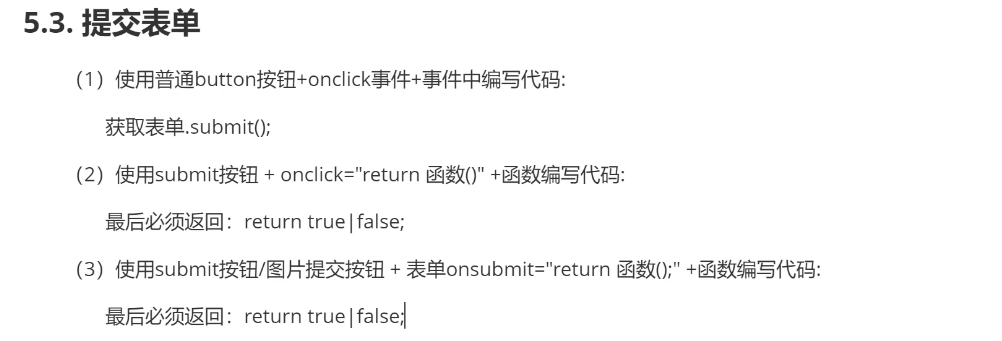 5.3. 提交表单
（1）使用普通button按钮+onclick事件+事件中编写代码:
获取表单.submit();
（2）使用submit按钮 + onclick="return 函数()" +函数编写代码:
最后必须返回：return true|false;
（3）使用submit按钮/图片提交按钮 + 表单onsubmit="return 函数();" +函数编写代码:
最后必须返回：return true|false;